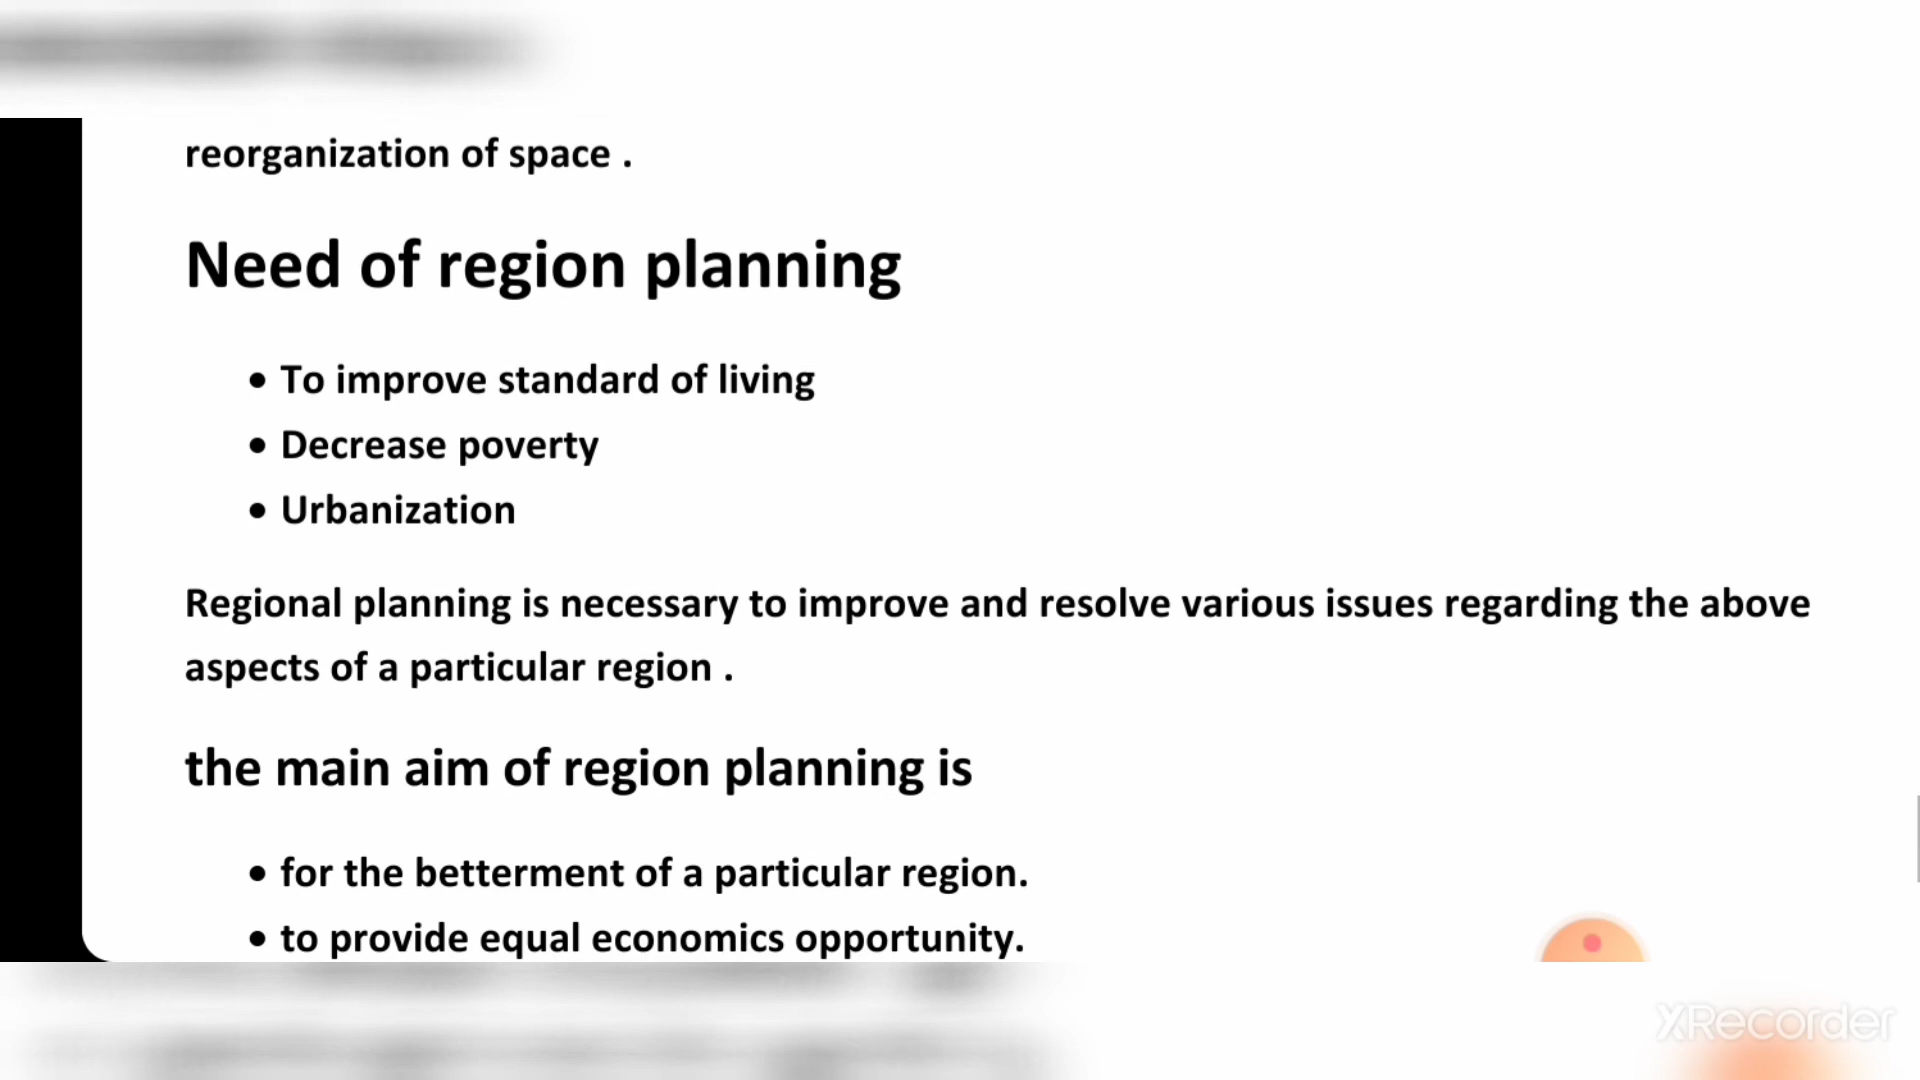 reorganization of space .
Need of region planning
• To improve standard of living
• Decrease poverty
• Urbanization
Regional planning is necessary to improve and resolve various issues regarding the above
aspects of a particular region .
the main aim of region planning is
• for the betterment of a particular region.
• to provide equal economics opportunity.
XRecorder